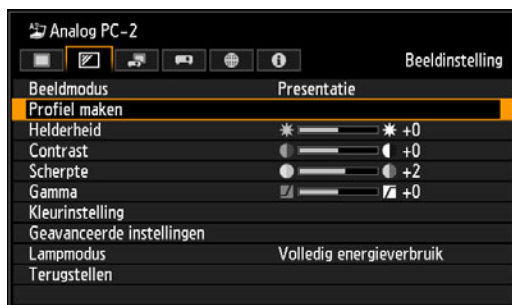 Analog PC-2
Beeldinstelling
Beeldmodus Presentatie
Profiel maken
Helderheid +0
Contrast +0
Scherpte +2
Gamma +0
Kleurinstelling
Geavanceerde instellingen
Lampmodus Volledig energieverbruik
Terugstellen